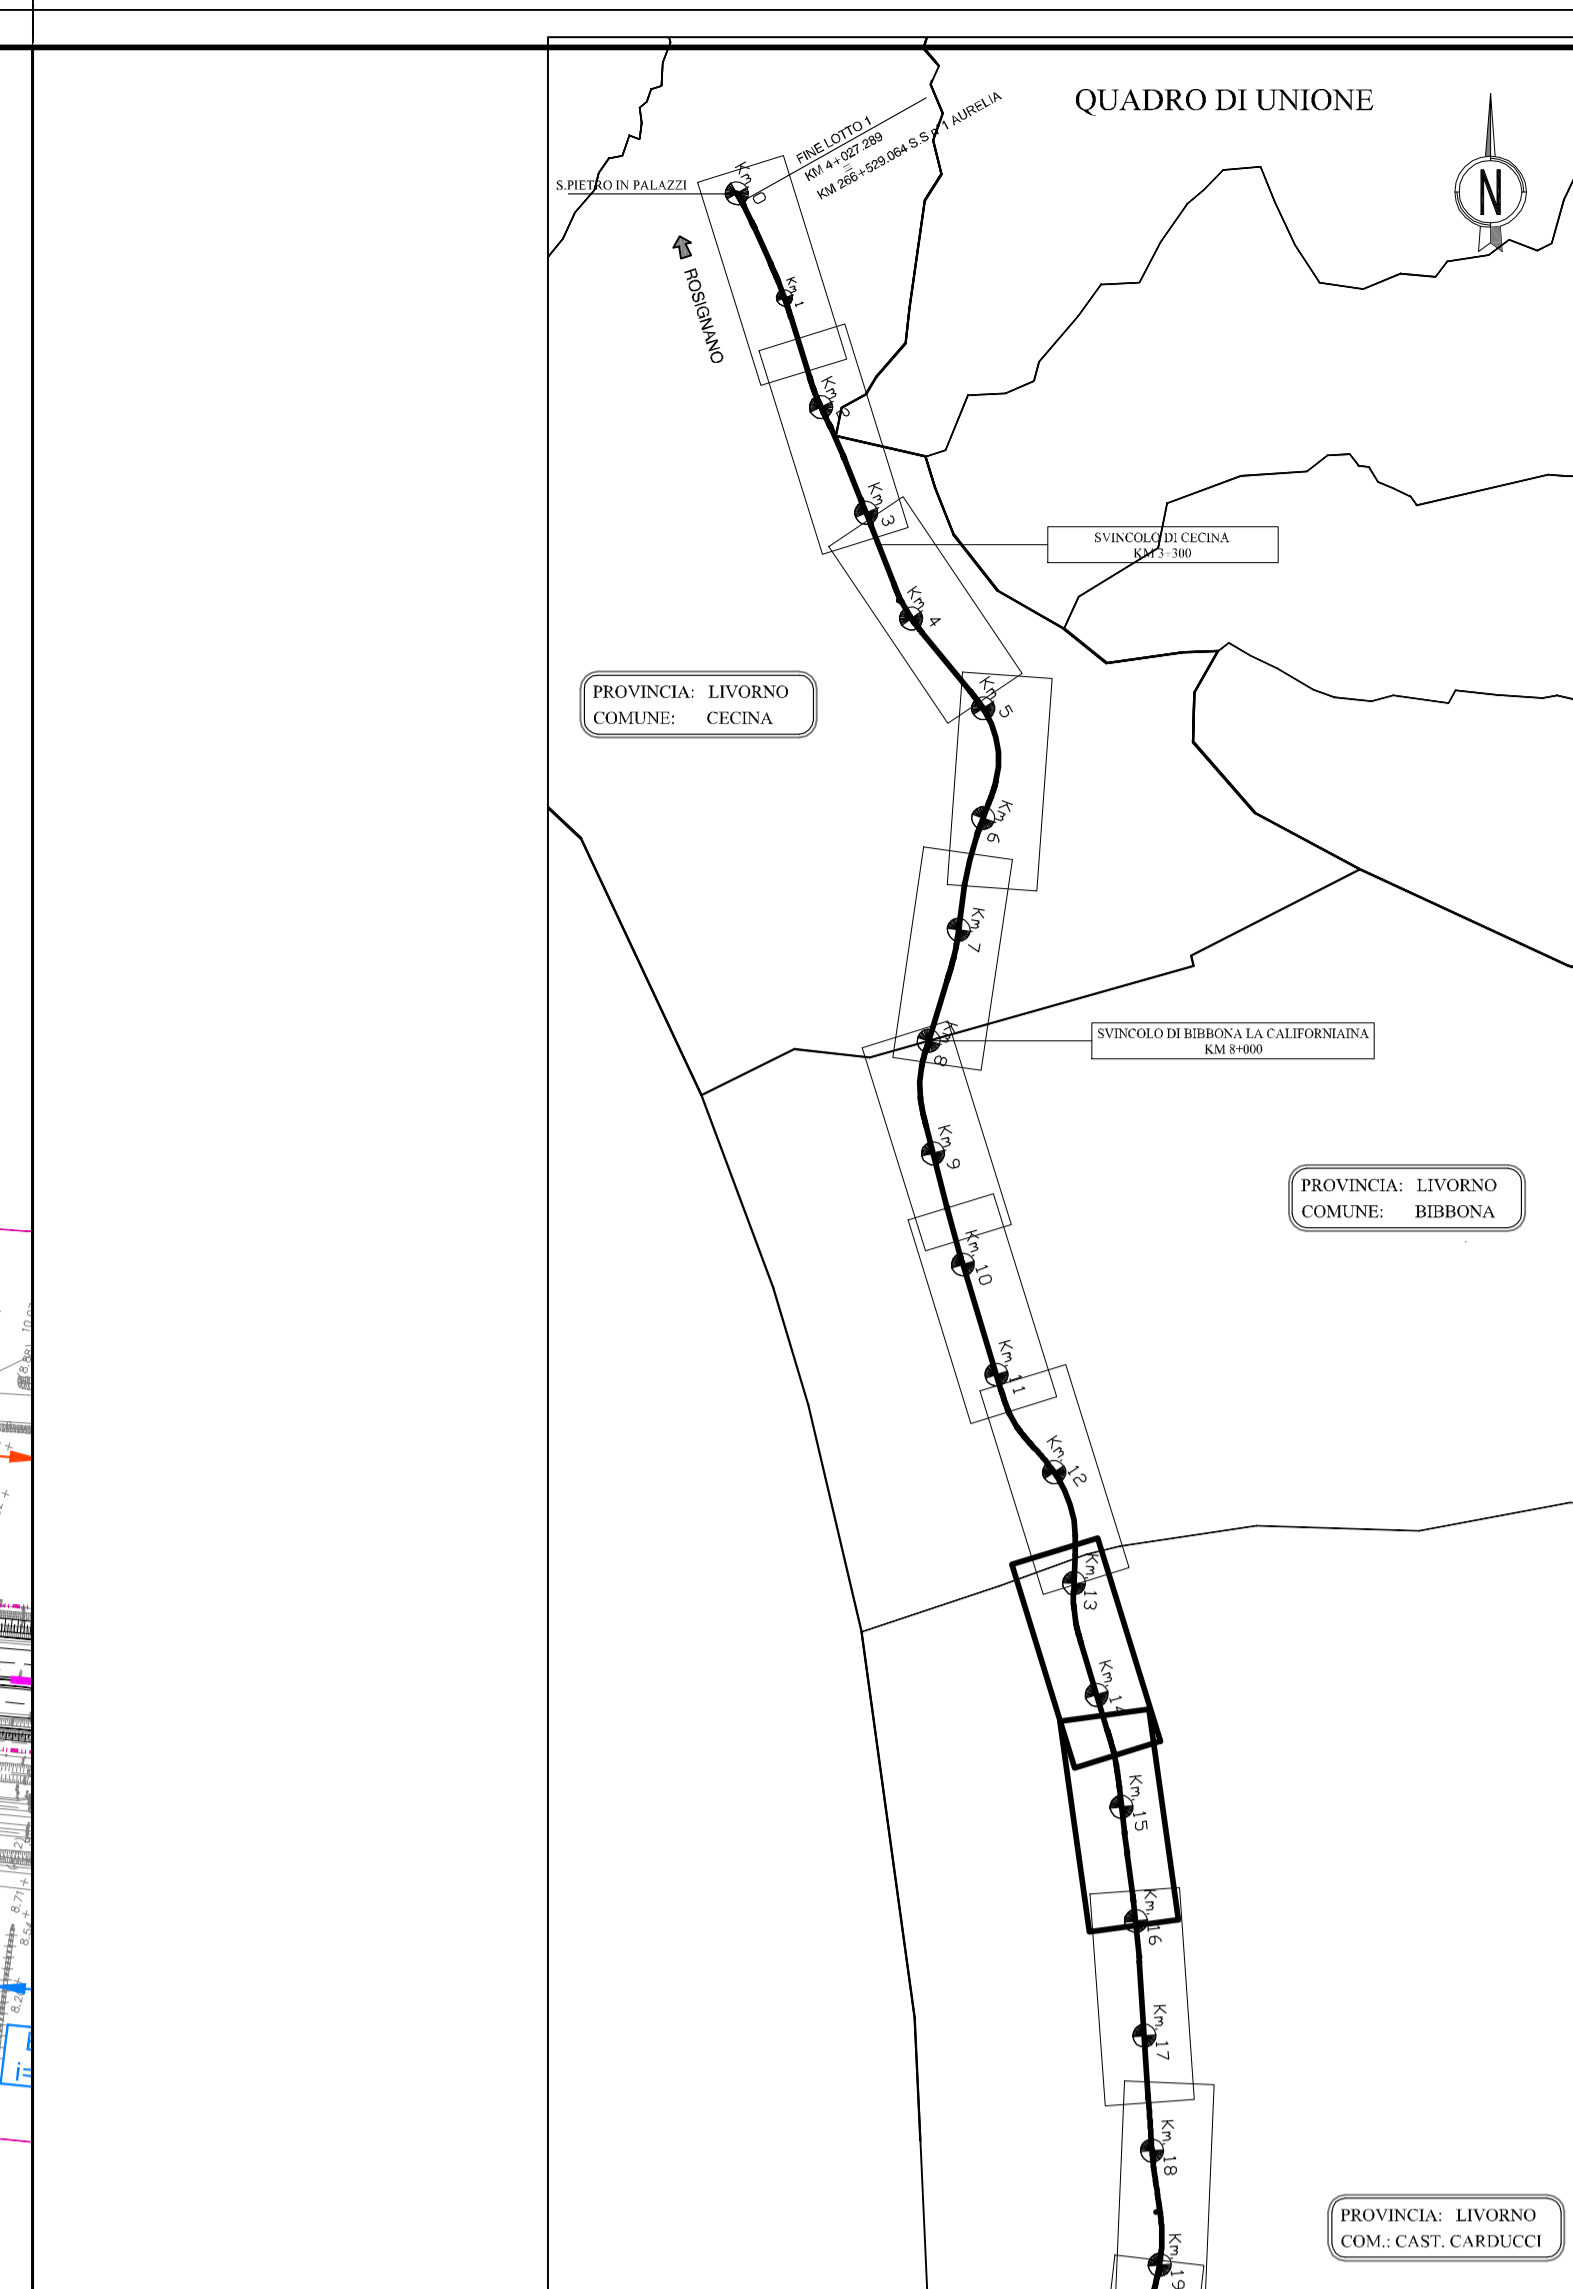 QUADRO DI UNIONE
N
FINE LOTTO 1
KM 4+027.289
=
KM 266+529.064 S.S n°1 AURELIA
S.PIETRO IN PALAZZI
Km. 0
ROSIGNANO
Km. 1
Km. 2
Km. 3
SVINCOLO DI CECINA
KM 3+300
Km. 4
PROVINCIA: LIVORNO
COMUNE: CECINA
Km. 5
Km. 6
Km. 7
Km. 8
SVINCOLO DI BIBBONA LA CALIFORNIAINA
KM 8+000
Km. 9
PROVINCIA: LIVORNO
COMUNE: BIBBONA
Km. 10
Km. 11
Km. 12
Km. 13
Km. 14
Km. 15
Km. 16
Km. 17
Km. 18
PROVINCIA: LIVORNO
COM.: CAST. CARDUCCI
Km. 19
8.71 +